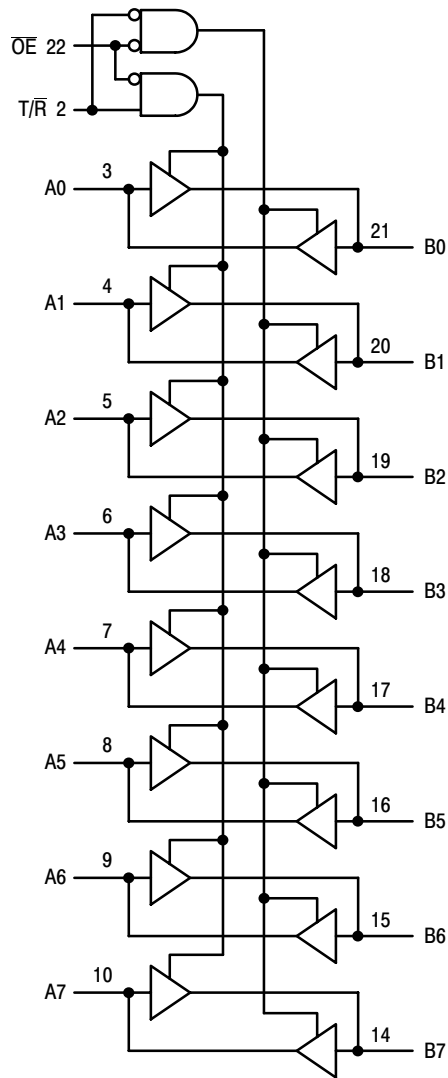 O̅E̅ 22
T/R̅ 2
A0 3
21 B0
A1 4
20 B1
A2 5
19 B2
A3 6
18 B3
A4 7
17 B4
A5 8
16 B5
A6 9
15 B6
A7 10
14 B7